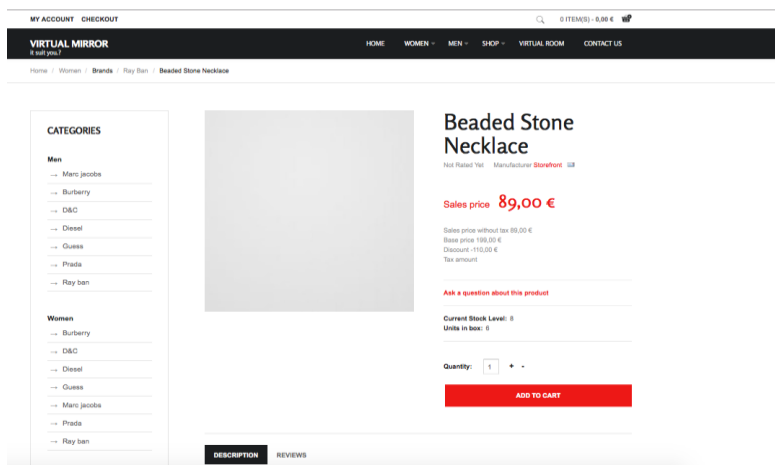 MY ACCOUNT CHECKOUT
0 ITEM(S) - 0,00 €
VIRTUAL MIRROR
It suit you.?
HOME WOMEN MEN SHOP VIRTUAL ROOM CONTACT US
Home / Women / Brands / Ray Ban / Beaded Stone Necklace
CATEGORIES
Men
→ Marc jacobs
→ Burberry
→ D&C
→ Diesel
→ Guess
→ Prada
→ Ray ban
Women
→ Burberry
→ D&C
→ Diesel
→ Guess
→ Marc jacobs
→ Prada
→ Ray ban
Beaded Stone
Necklace
Not Rated Yet Manufacturer Storefront
Sales price 89,00 €
Sales price without tax 89,00 €
Base price 199,00 €
Discount -110,00 €
Tax amount
Ask a question about this product
Current Stock Level: 8
Units in box: 6
Quantity: 1 + -
ADD TO CART
DESCRIPTION REVIEWS